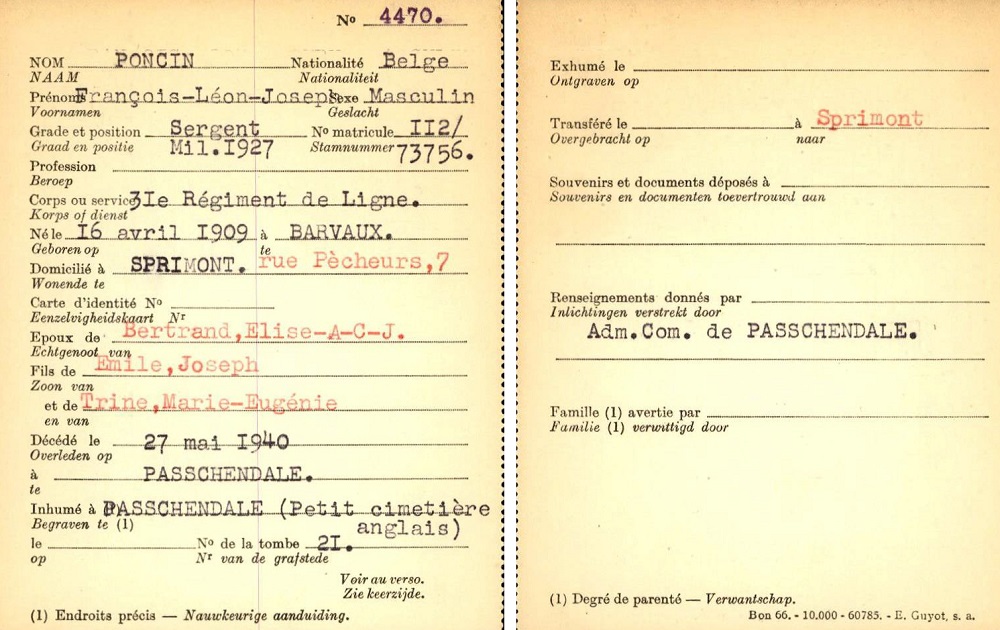 Nº 4470.
NOM PONCIN Nationalité Belge
NAAM Nationaliteit
Prénoms François-Léon-Joseph Sexe Masculin
Voornamen Geslacht
Grade et position Sergent Nº matricule II2/
Graad en positie Mil.I927 Stamnummer 73756.
Profession
Beroep
Corps ou service 3Ie Régiment de Ligne.
Korps of dienst
Né le I6 avril I909 à BARVAUX.
Geboren op te
Domicilié à SPRIMONT. rue Pècheurs,7
Wonende te
Carte d'identité Nº
Eenzelvigheidskaart Nr
Epoux de Bertrand,Elise-A-C-J.
Echtgenoot van
Fils de Emile,Joseph
Zoon van
et de Trine,Marie-Eugénie
en van
Décédé le 27 mai I940
Overleden op
à PASSCHENDALE.
te
Inhumé à PASSCHENDALE (Petit cimetière
Begraven te (1) anglais)
le Nº de la tombe 2I.
op Nr van de grafstede
Voir au verso.
Zie keerzijde.
(1) Endroits précis — Nauwkeurige aanduiding.
Exhumé le
Ontgraven op
Transféré le à Sprimont
Overgebracht op naar
Souvenirs et documents déposés à
Souvenirs en documenten toevertrouwd aan
Renseignements donnés par
Inlichtingen verstrekt door
Adm.Com. de PASSCHENDALE.
Famille (1) avertie par
Familie (1) verwittigd door
(1) Degré de parenté — Verwantschap.
Bon 66. - 10.000 - 60785. - E. Guyot, s. a.